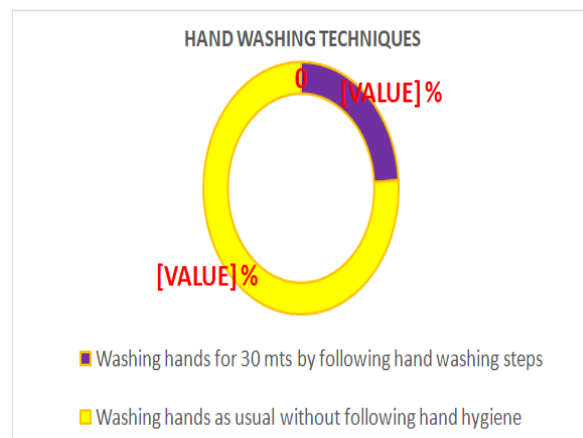 HAND WASHING TECHNIQUES
0
[VALUE] %
[VALUE] %
Washing hands for 30 mts by following hand washing steps
Washing hands as usual without following hand hygiene